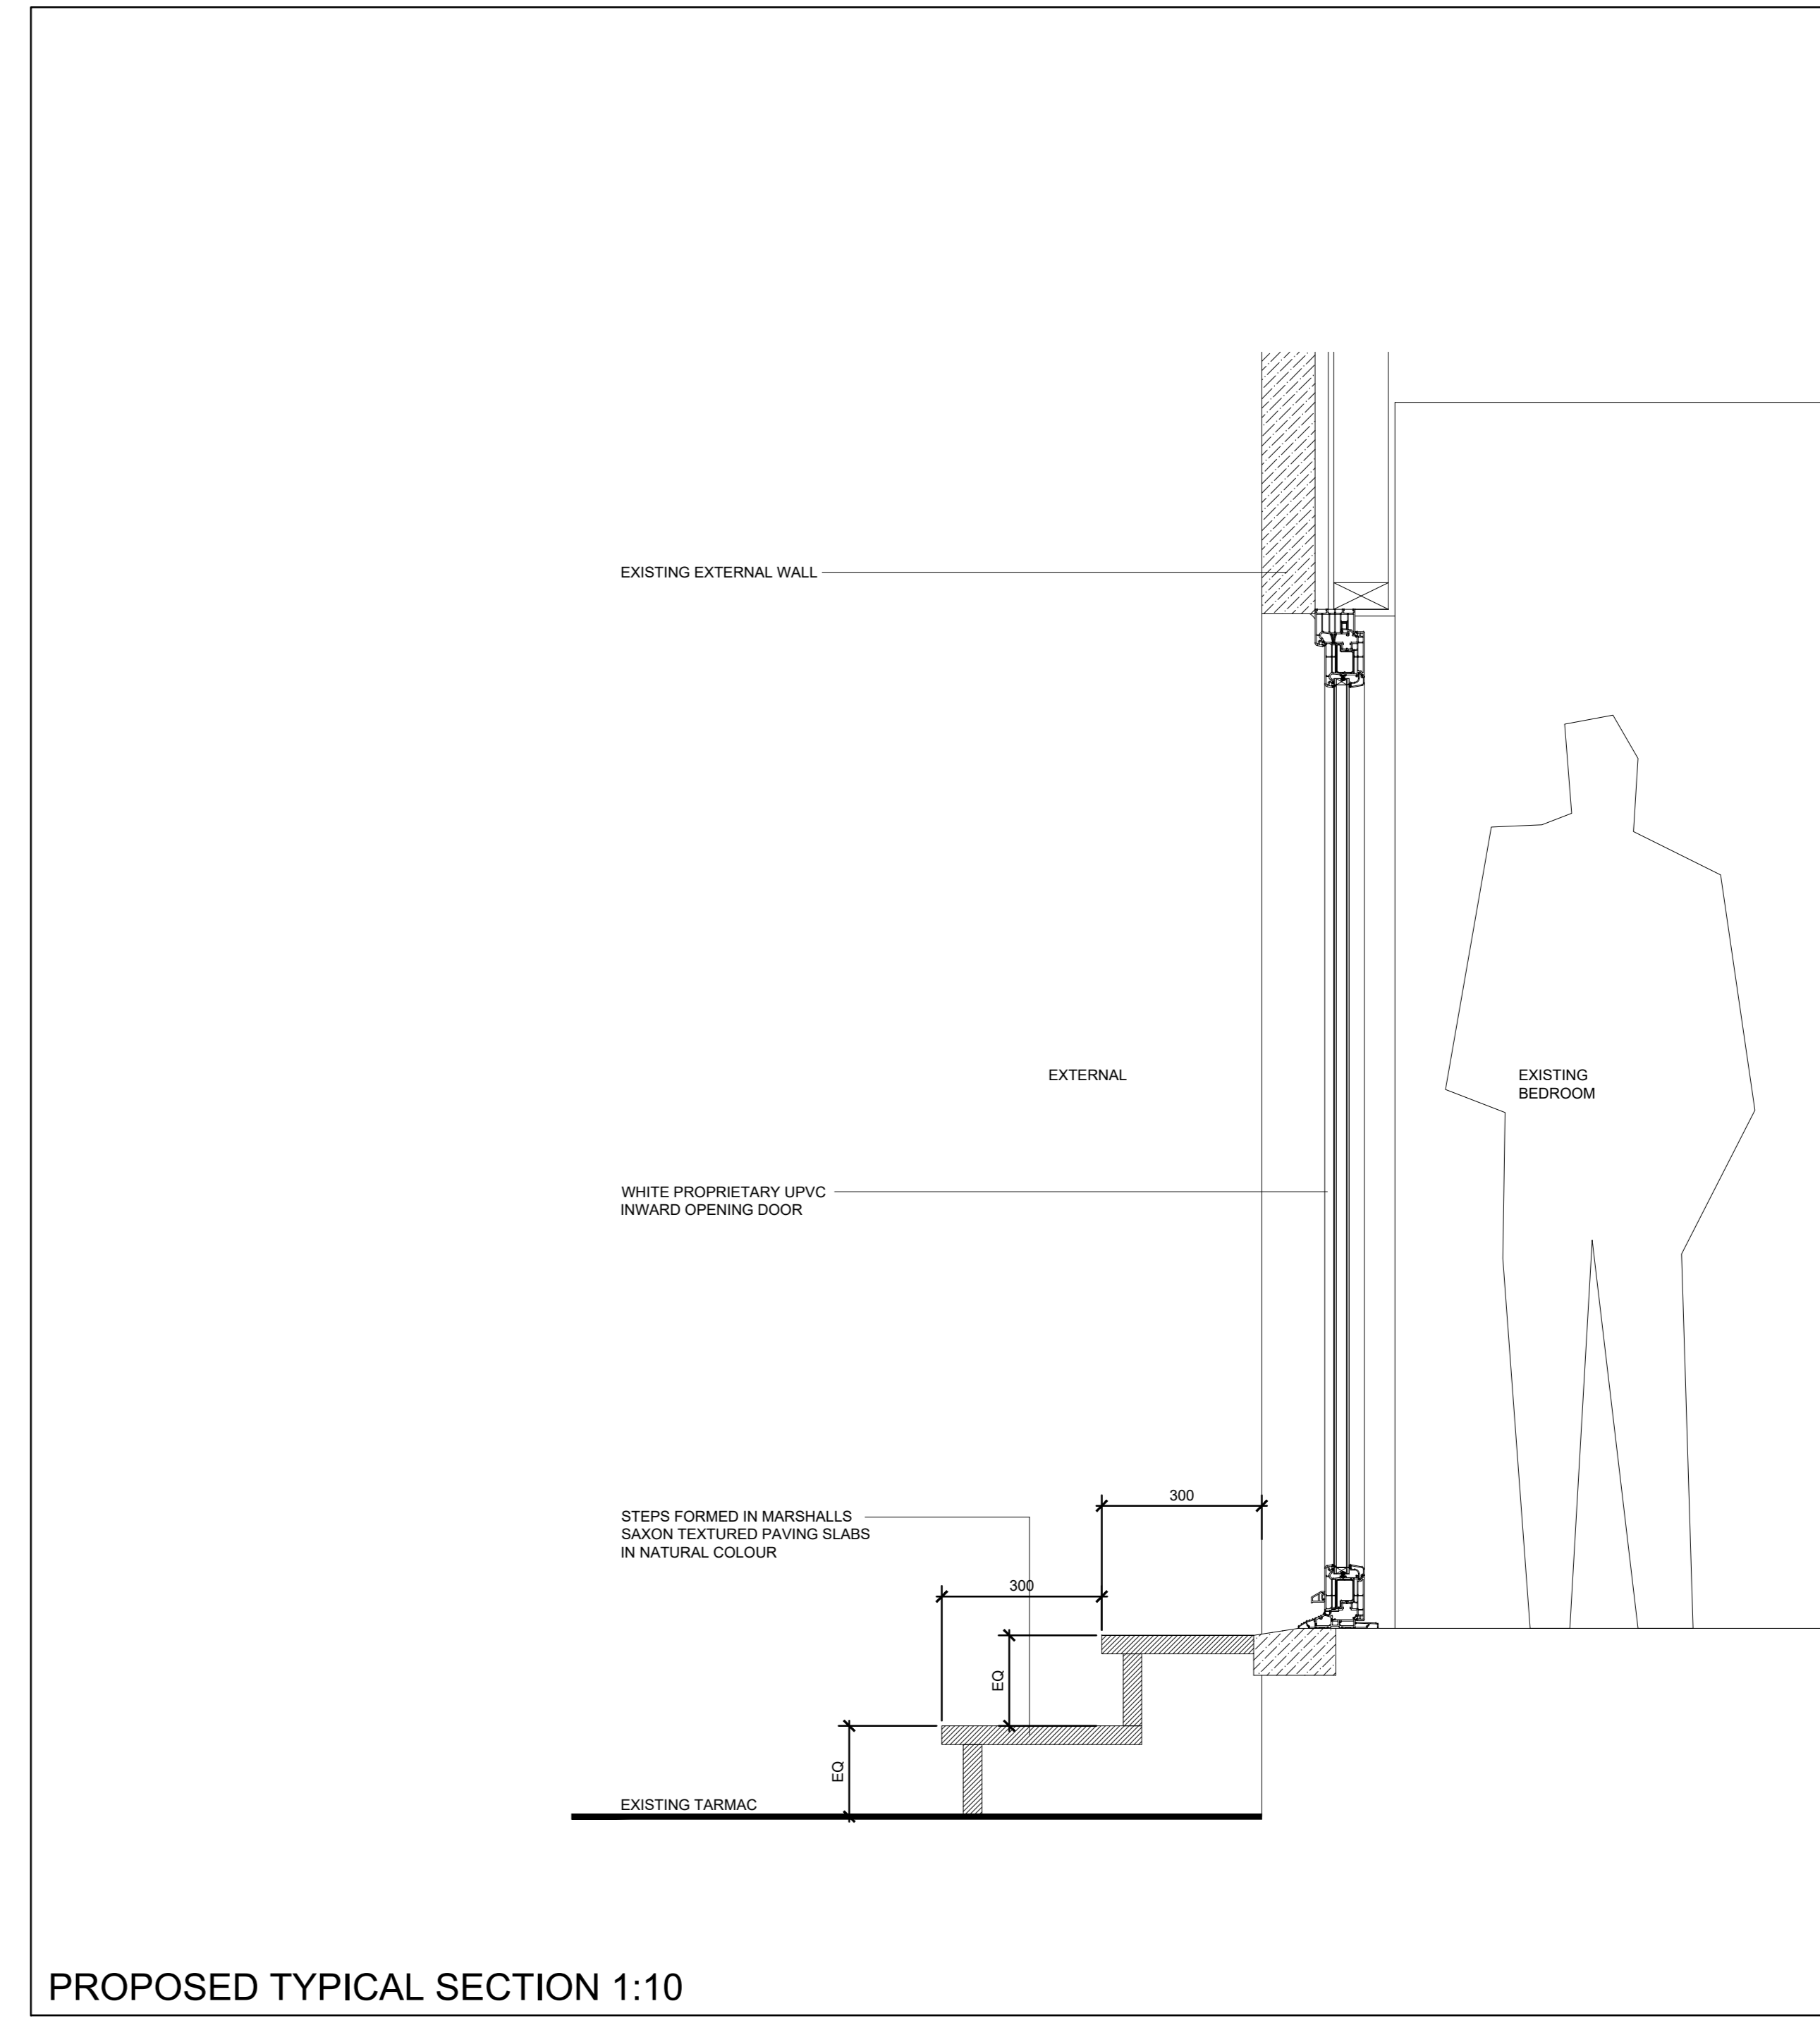 EXISTING EXTERNAL WALL
EXTERNAL
EXISTING
BEDROOM
WHITE PROPRIETARY UPVC
INWARD OPENING DOOR
300
STEPS FORMED IN MARSHALLS
SAXON TEXTURED PAVING SLABS
IN NATURAL COLOUR
300
EQ
EQ
EXISTING TARMAC
PROPOSED TYPICAL SECTION 1:10